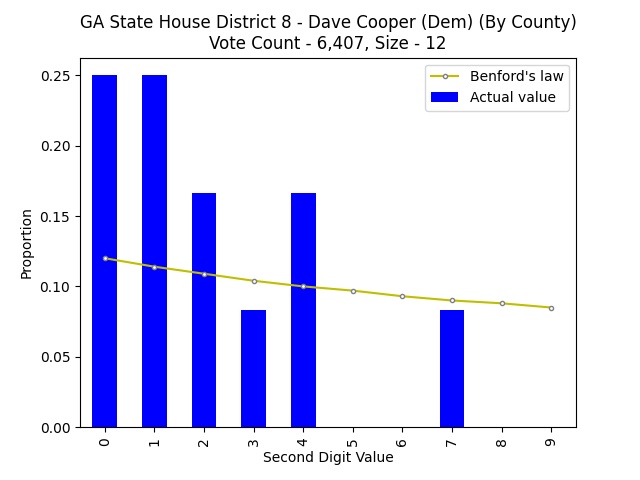 GA State House District 8 - Dave Cooper (Dem) (By County)
Vote Count - 6,407, Size - 12
Benford's law
Actual value
0.25
0.20
0.15
0.10
0.05
0.00
Proportion
0 1 2 3 4 5 6 7 8 9
Second Digit Value